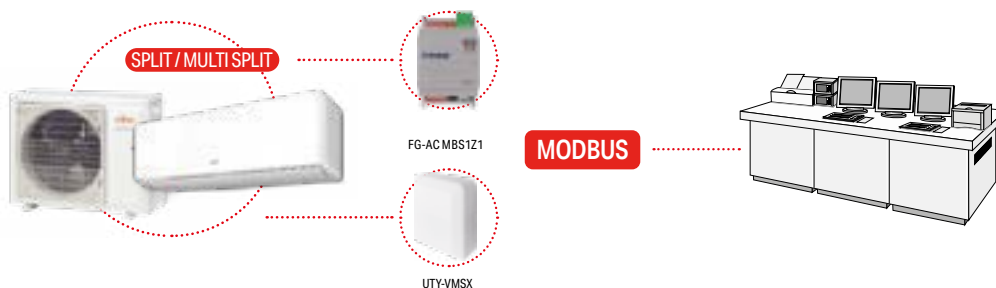 SPLIT / MULTI SPLIT
FG-AC MBS1Z1
MODBUS
UTY-VMSX